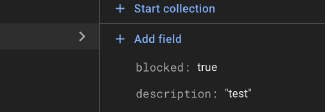 + Start collection
+ Add field
blocked: true
description: "test"